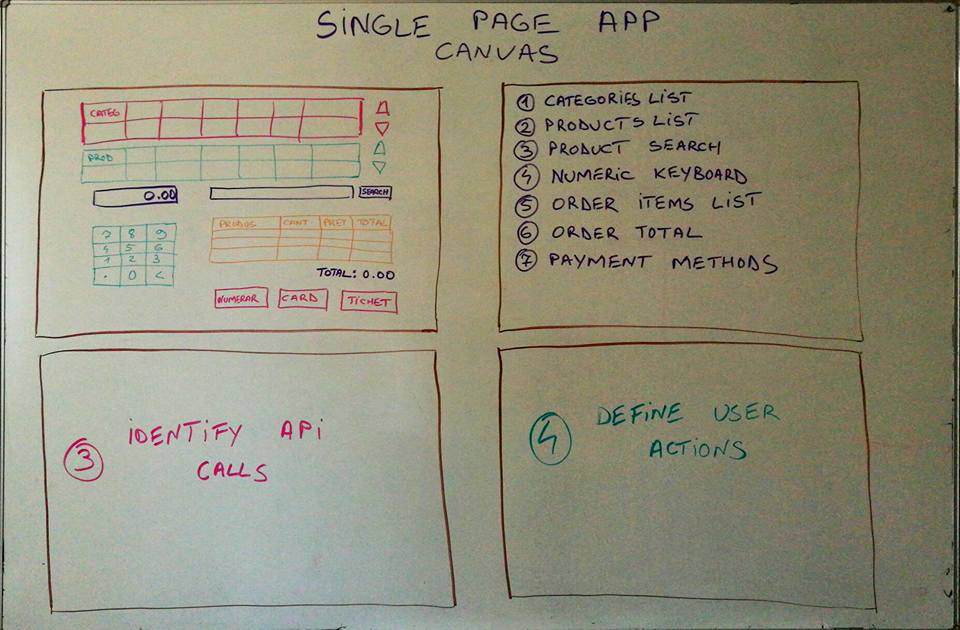 SINGLE PAGE APP
CANVAS
CATEG
PROD
0.00
SEARCH
7 8 9
4 5 6
1 2 3
. 0 <
PRODUS CANT PRET TOTAL
TOTAL: 0.00
NUMERAR CARD TICHET
1 CATEGORIES LIST
2 PRODUCTS LIST
3 PRODUCT SEARCH
4 NUMERIC KEYBOARD
5 ORDER ITEMS LIST
6 ORDER TOTAL
7 PAYMENT METHODS
3 IDENTIFY API
CALLS
4 DEFINE USER
ACTIONS